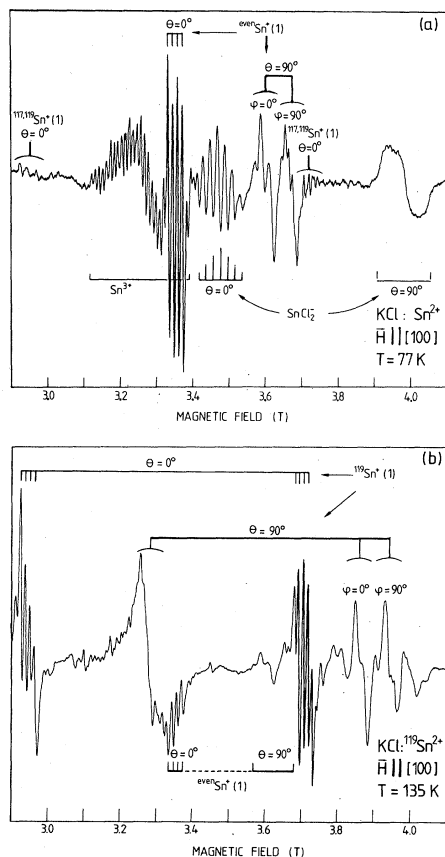 (a)
Θ=0°
evenSn⁺(1)
Θ=90°
φ=0°
φ=90°
117,119Sn⁺(1)
Θ=0°
117,119Sn⁺(1)
Θ=0°
Sn³⁺
Θ=0°
SnCl₂⁻
Θ=90°
KCl: Sn²⁺
H̄ || [100]
T = 77 K
3.0 3.2 3.4 3.6 3.8 4.0
MAGNETIC FIELD (T)
(b)
Θ=0°
¹¹⁹Sn⁺(1)
Θ=90°
φ=0°
φ=90°
Θ=0°
Θ=90°
evenSn⁺(1)
KCl:¹¹⁹Sn²⁺
H̄ || [100]
T = 135 K
3.0 3.2 3.4 3.6 3.8 4.0
MAGNETIC FIELD (T)